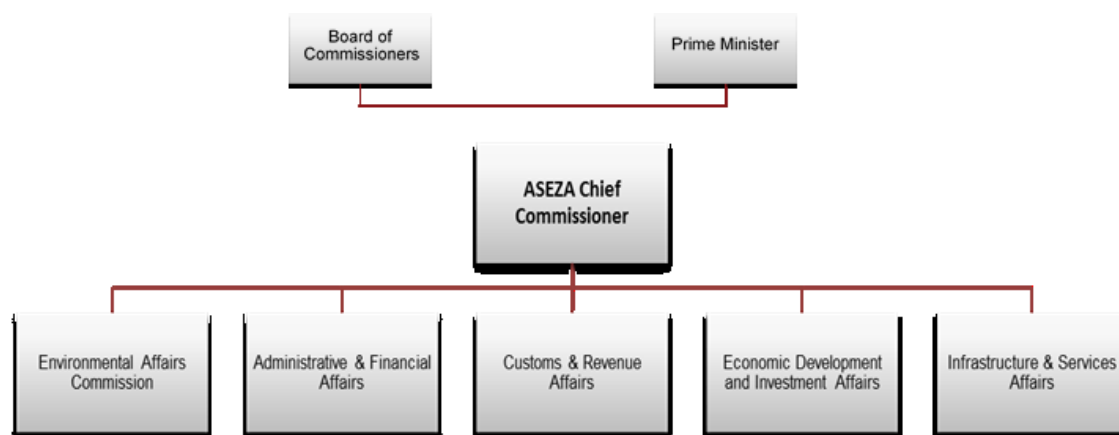 Board of
Commissioners
Prime Minister
ASEZA Chief
Commissioner
Environmental Affairs
Commission
Administrative & Financial
Affairs
Customs & Revenue
Affairs
Economic Development
and Investment Affairs
Infrastructure & Services
Affairs